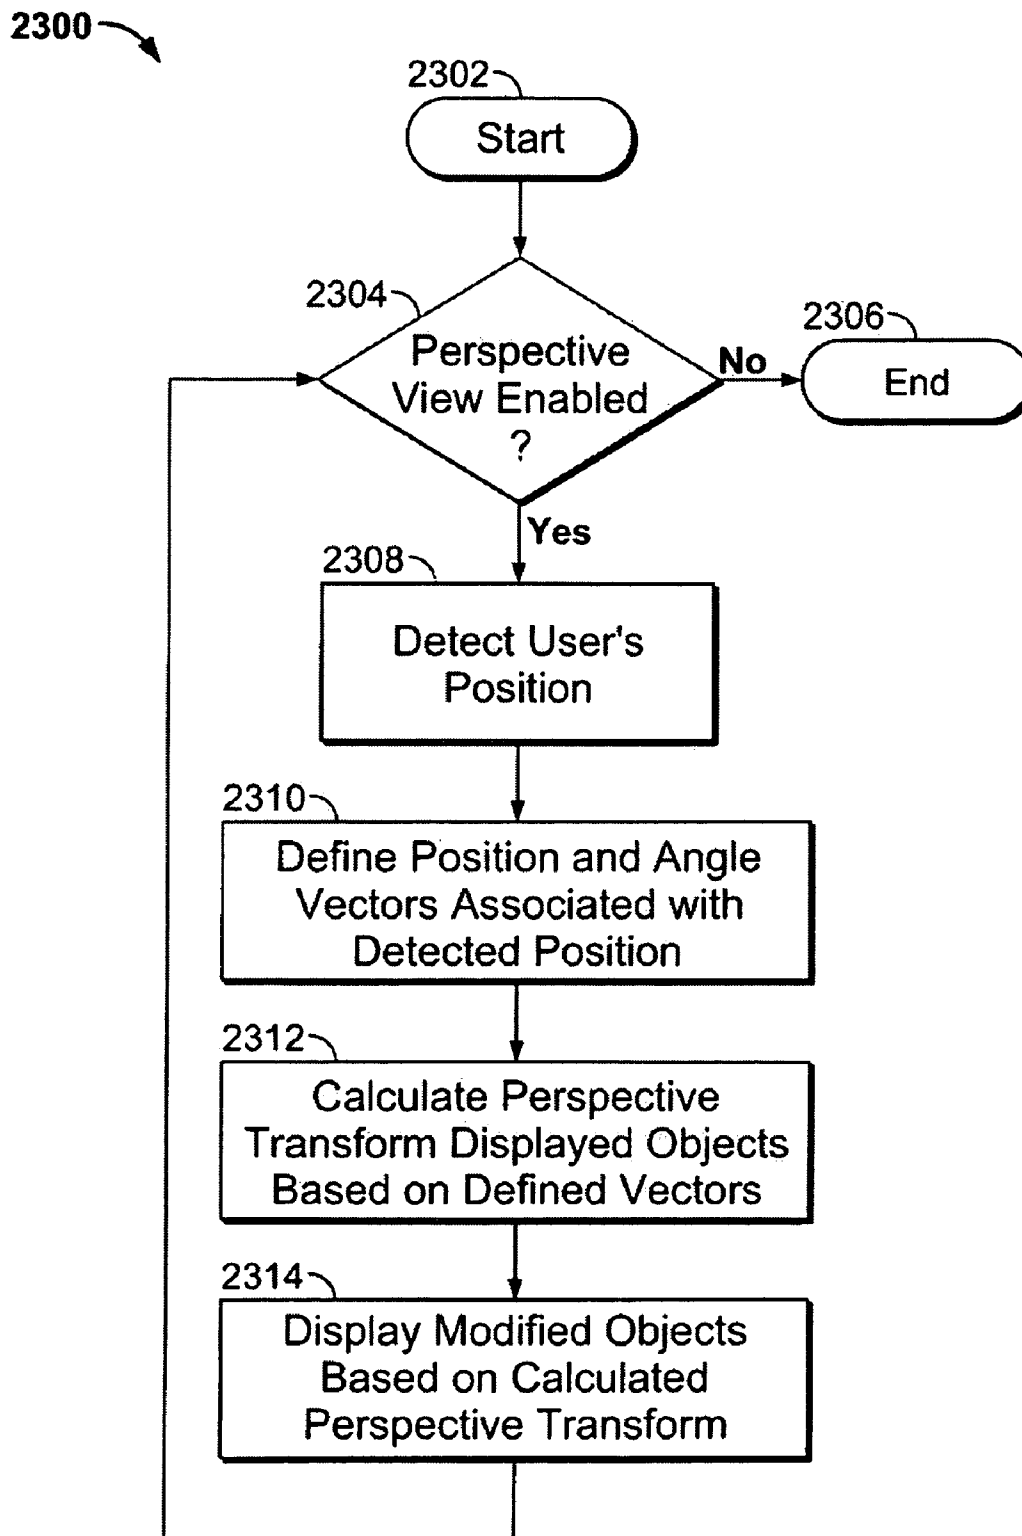 2300
2302
Start
2304
Perspective
View Enabled
?
No
2306
End
Yes
2308
Detect User's
Position
2310
Define Position and Angle
Vectors Associated with
Detected Position
2312
Calculate Perspective
Transform Displayed Objects
Based on Defined Vectors
2314
Display Modified Objects
Based on Calculated
Perspective Transform